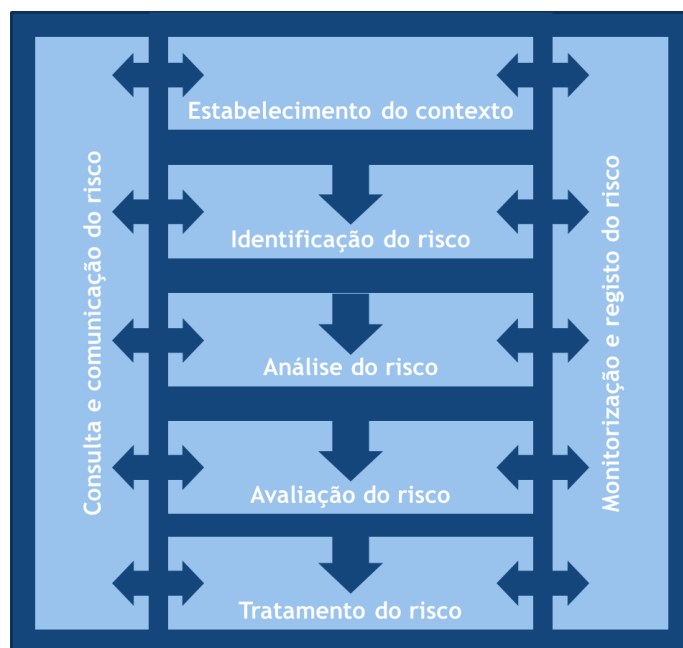 Estabelecimento do contexto
Identificação do risco
Análise do risco
Avaliação do risco
Tratamento do risco
Consulta e comunicação do risco
Monitorização e registo do risco